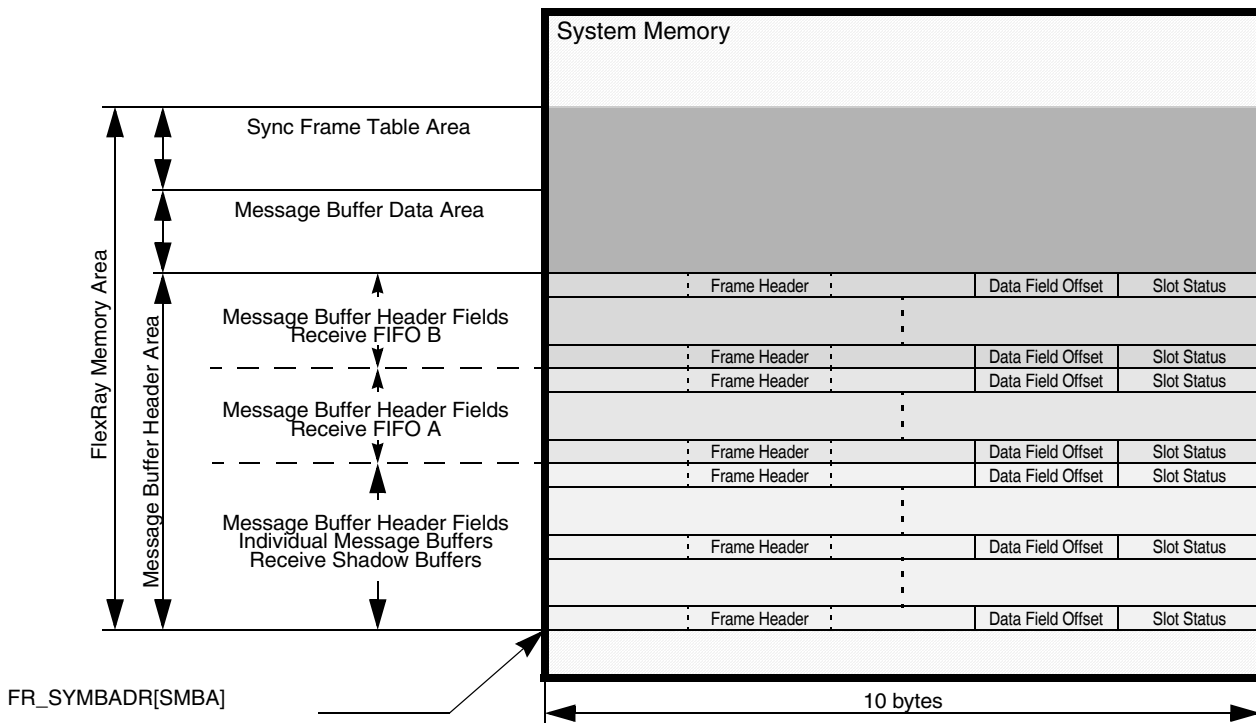 System Memory
Sync Frame Table Area
Message Buffer Data Area
FlexRay Memory Area
Message Buffer Header Area
Frame Header Data Field Offset Slot Status
Message Buffer Header Fields
Receive FIFO B
Frame Header Data Field Offset Slot Status
Frame Header Data Field Offset Slot Status
Message Buffer Header Fields
Receive FIFO A
Frame Header Data Field Offset Slot Status
Frame Header Data Field Offset Slot Status
Message Buffer Header Fields
Individual Message Buffers
Receive Shadow Buffers
Frame Header Data Field Offset Slot Status
Frame Header Data Field Offset Slot Status
FR_SYMBADR[SMBA]
10 bytes